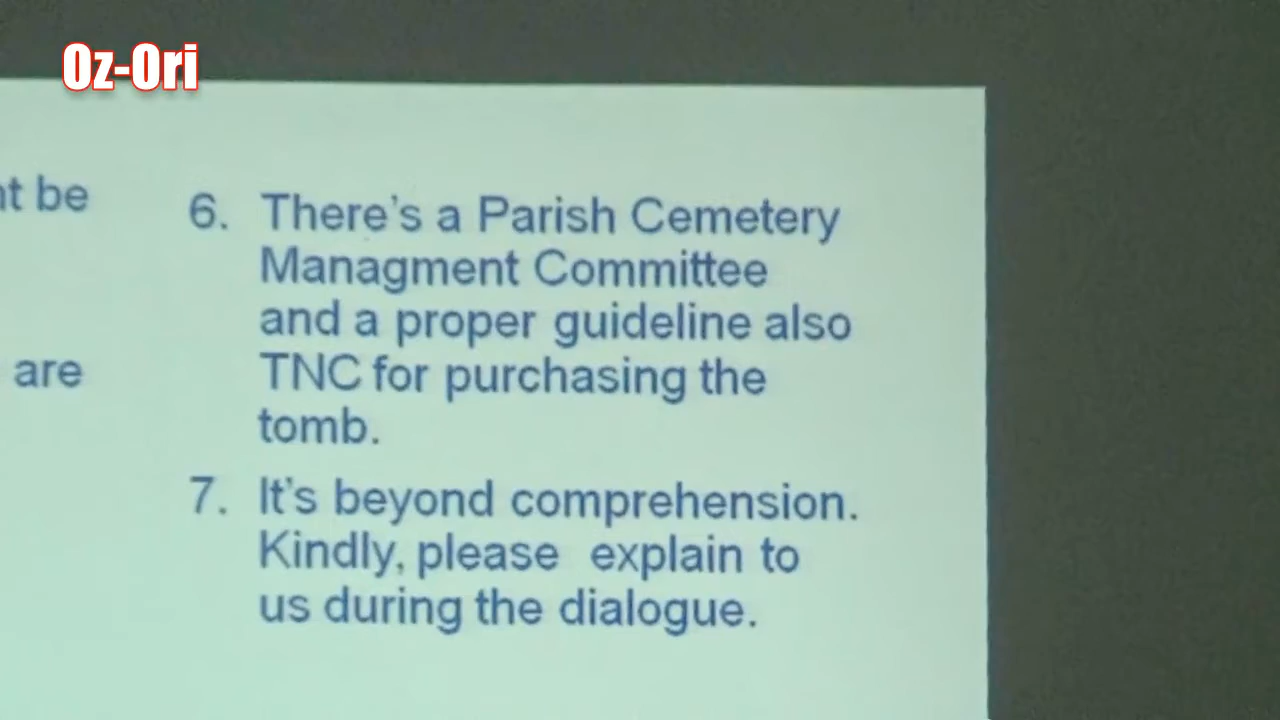 Oz-Ori
be
are
6. There's a Parish Cemetery
Managment Committee
and a proper guideline also
TNC for purchasing the
tomb.
7. It's beyond comprehension.
Kindly, please explain to
us during the dialogue.